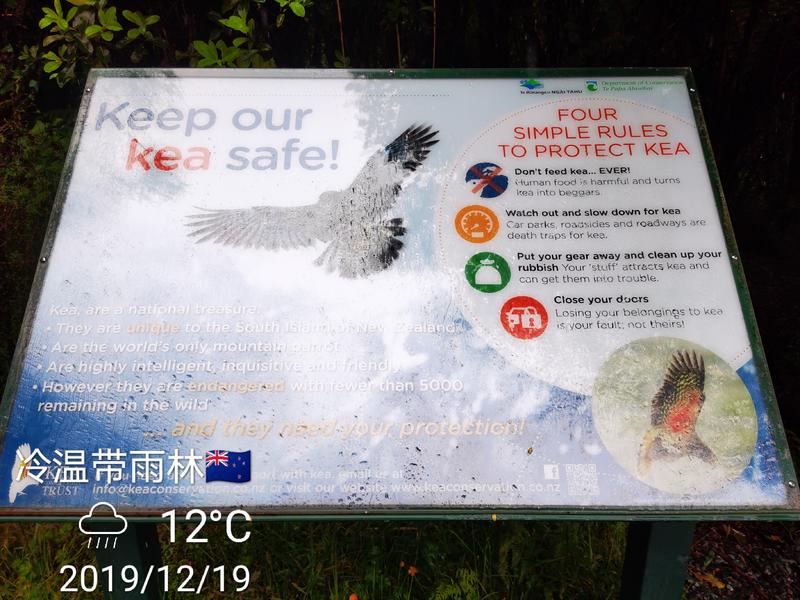 Te Rūnanga o NGĀI TAHU
Department of Conservation
Te Papa Atawhai
Keep our
kea safe!
FOUR
SIMPLE RULES
TO PROTECT KEA
Don't feed kea... EVER!
Human food is harmful and turns
kea into beggars.
Watch out and slow down for kea
Car parks, roadsides and roadways are
death traps for kea.
Put your gear away and clean up your
rubbish Your 'stuff' attracts kea and
can get them into trouble.
Close your doors
Losing your belongings to kea
is your fault; not theirs!
Kea, are a national treasure.
• They are unique to the South Island of New Zealand
• Are the world's only mountain parrot
• Are highly intelligent, inquisitive and friendly
• However they are endangered with fewer than 5000
remaining in the wild
... and they need your protection!
TRUST
with kea, email us at
info@keaconservation.co.nz or visit our website www.keaconservation.co.nz
冷温带雨林🇳🇿
12°C
2019/12/19